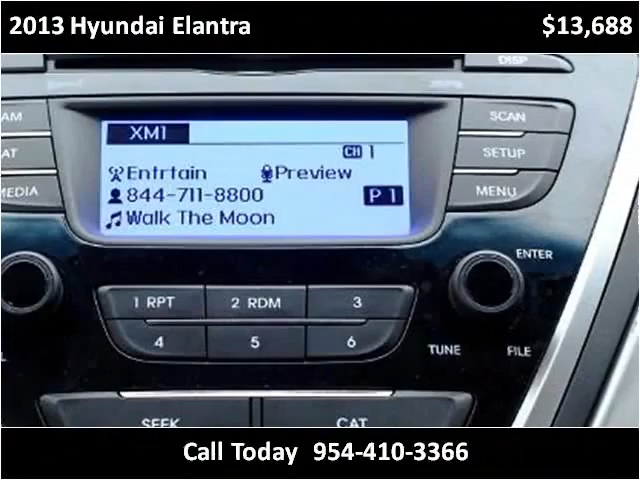 2013 Hyundai Elantra $13,688
DISP
AM SCAN
XM1
CH 1
AT SETUP
Entrtain Preview
MEDIA MENU
844-711-8800 P 1
Walk The Moon
ENTER
1 RPT 2 RDM 3
4 5 6
TUNE FILE
SEEK CAT
Call Today 954-410-3366